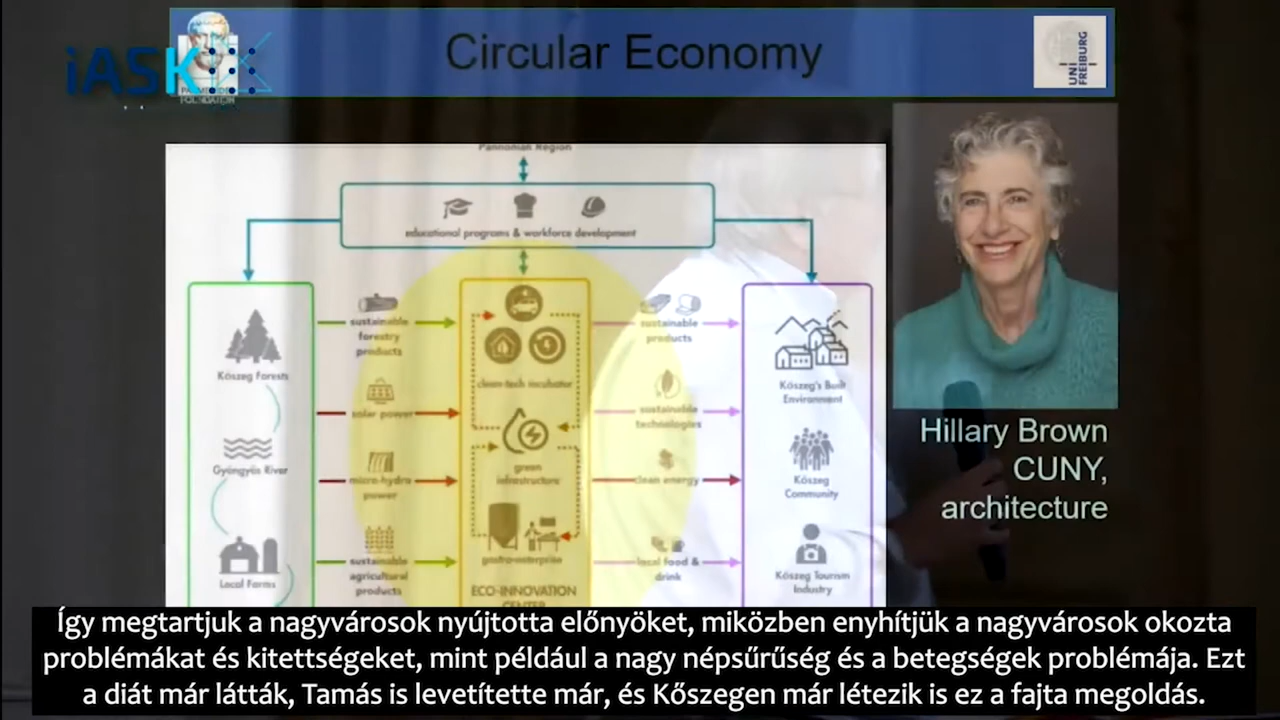 iASK
Circular Economy
UNI
FREIBURG
Pannonian Region
educational programs & workforce development
Kőszeg Forests
Gyöngyös River
Local Farms
sustainable
forestry
products
solar power
micro-hydro
power
sustainable
agricultural
products
clean-tech incubator
green
infrastructure
gastro-enterprise
ECO-INNOVATION
CENTER
sustainable
products
sustainable
technologies
clean energy
local food &
drink
Kőszeg's Built
Environment
Kőszeg
Community
Kőszeg Tourism
Industry
Hillary Brown
CUNY,
architecture
Így megtartjuk a nagyvárosok nyújtotta előnyöket, miközben enyhítjük a nagyvárosok okozta
problémákat és kitettségeket, mint például a nagy népsűrűség és a betegségek problémája. Ezt
a diát már látták, Tamás is levetítette már, és Kőszegen már létezik is ez a fajta megoldás.